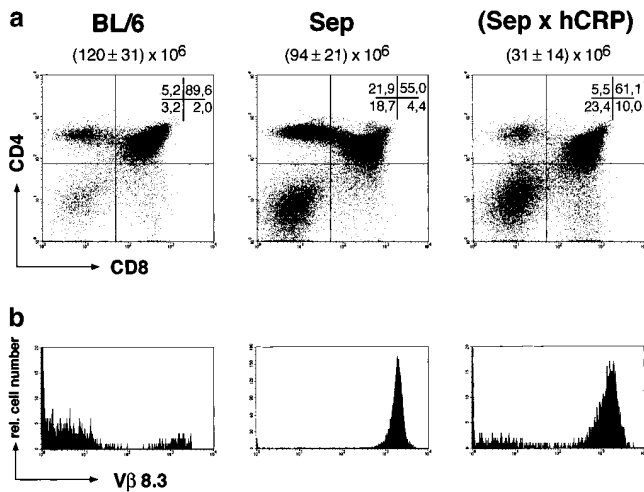 a
BL/6
Sep
(Sep x hCRP)
(120 ± 31) x 10⁶
(94 ± 21) x 10⁶
(31 ± 14) x 10⁶
5,2 89,6
3,2 2,0
21,9 55,0
18,7 4,4
5,5 61,1
23,4 10,0
CD4
CD8
b
rel. cell number
Vβ 8.3